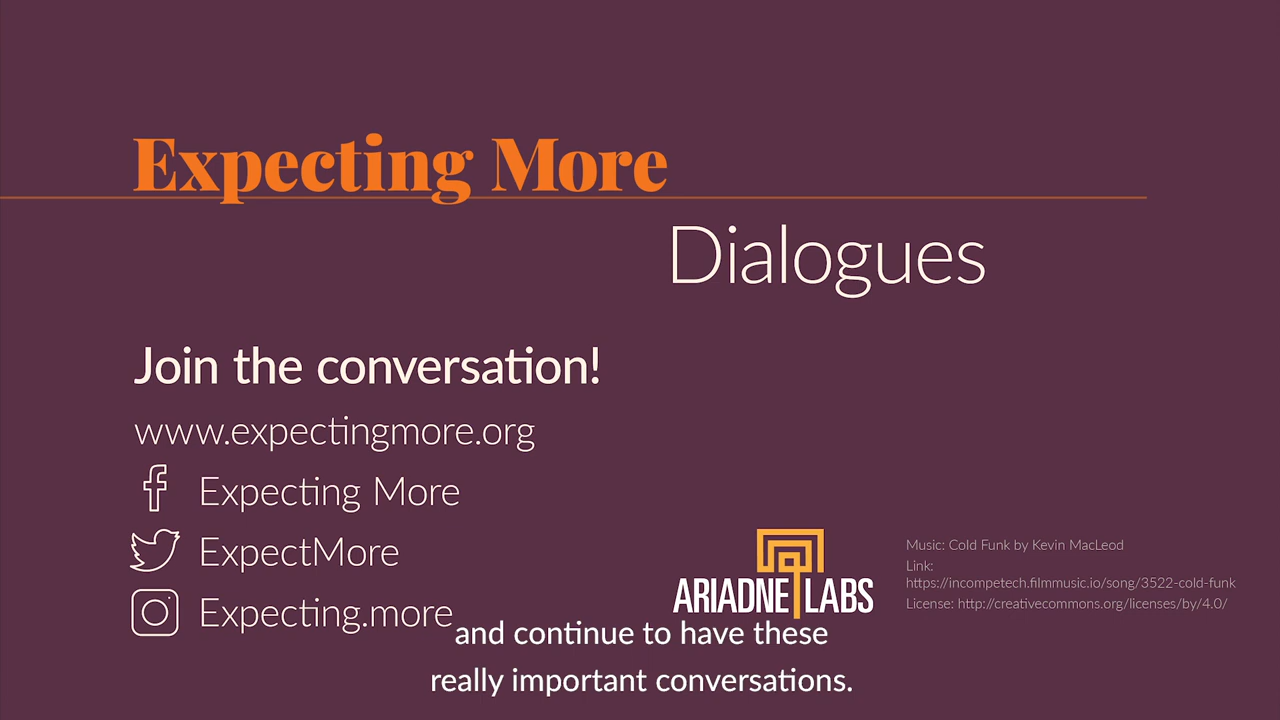 Expecting More
Dialogues
Join the conversation!
www.expectingmore.org
Expecting More
ExpectMore
Expecting.more
ARIADNE LABS
Music: Cold Funk by Kevin MacLeod
Link:
https://incompetech.filmmusic.io/song/3522-cold-funk
License: http://creativecommons.org/licenses/by/4.0/
and continue to have these
really important conversations.